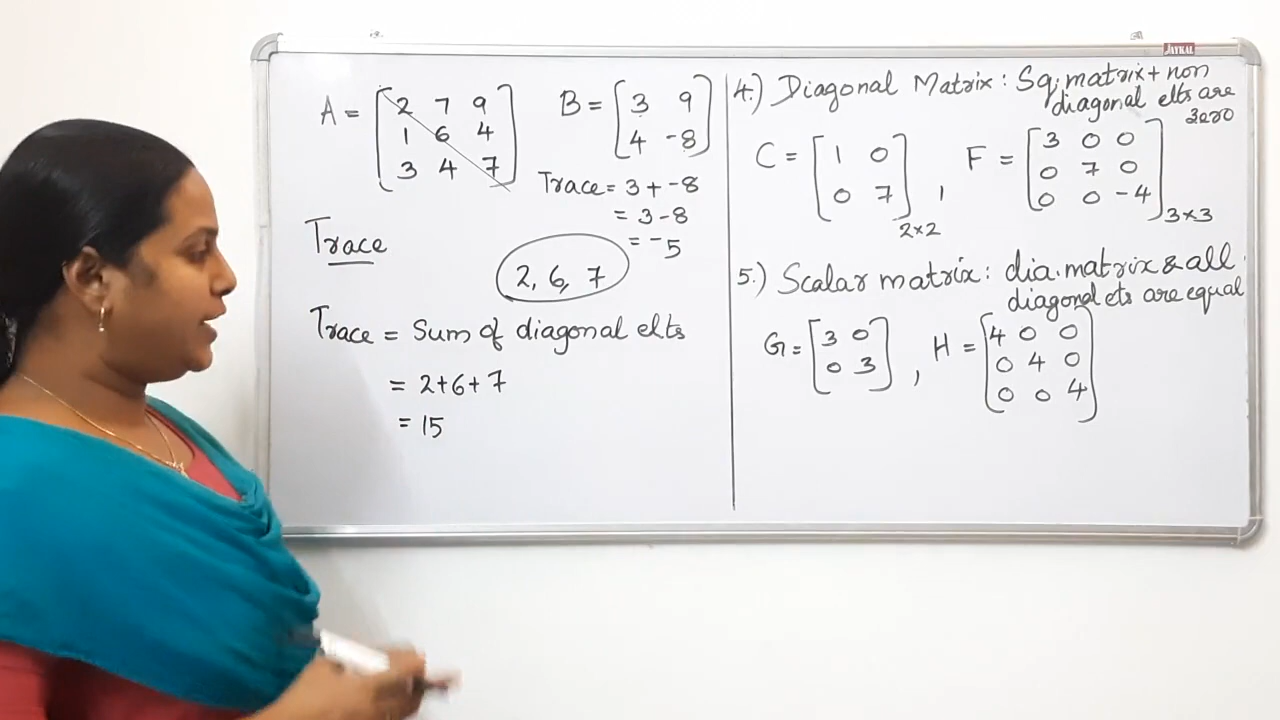 JAYKAL
A = [2 7 9
1 6 4
3 4 7]
B = [3 9
4 -8]
Trace = 3 + -8
= 3 - 8
= -5
Trace
2, 6, 7
Trace = Sum of diagonal elts
= 2+6+7
= 15
4.) Diagonal Matrix : Sq. matrix + non
diagonal elts are
zero
C = [1 0
0 7] 2×2 ,
F = [3 0 0
0 7 0
0 0 -4] 3×3
5.) Scalar matrix : dia. matrix & all
diagonal ets are equal
G = [3 0
0 3] ,
H = [4 0 0
0 4 0
0 0 4]